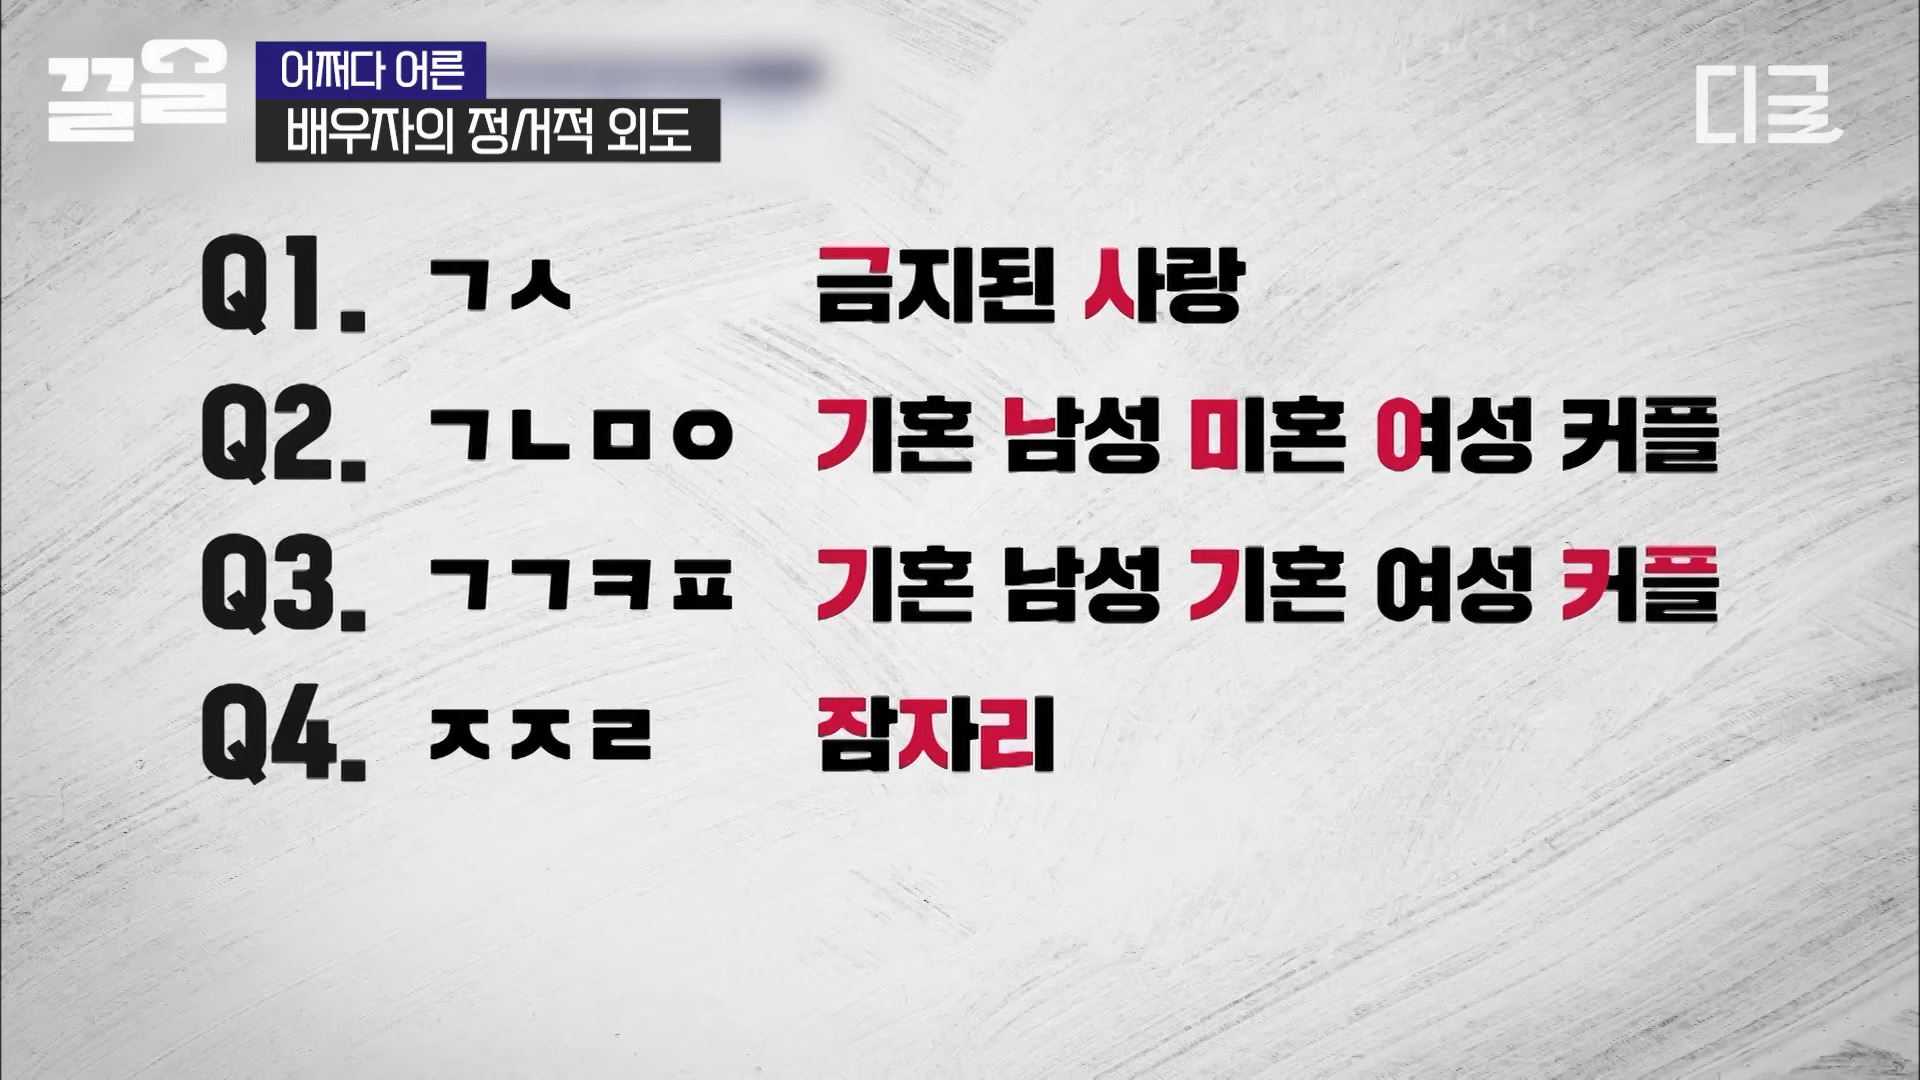 끌올
어쩌다 어른
배우자의 정서적 외도
디글
Q1. ㄱㅅ 금지된 사랑
Q2. ㄱㄴㅁㅇ 기혼 남성 미혼 여성 커플
Q3. ㄱㄱㅋㅍ 기혼 남성 기혼 여성 커플
Q4. ㅈㅈㄹ 잠자리